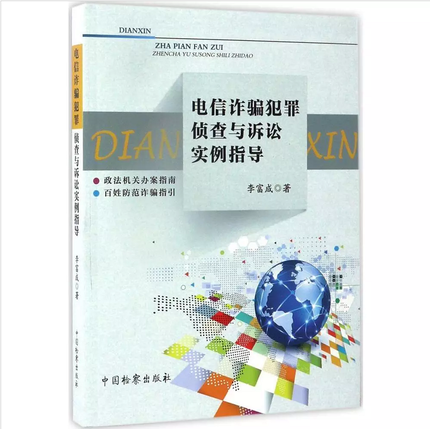 DIANXIN
ZHA PIAN FAN ZUI
ZHENCHA YU SUSONG SHILI ZHIDAO
电信诈骗犯罪
侦查与诉讼
实例指导
DIAN XIN
政法机关办案指南
百姓防范诈骗指引
李富成 著
中国检察出版社
电信诈骗犯罪 侦查与诉讼实例指导
李富成 著
中国检察出版社